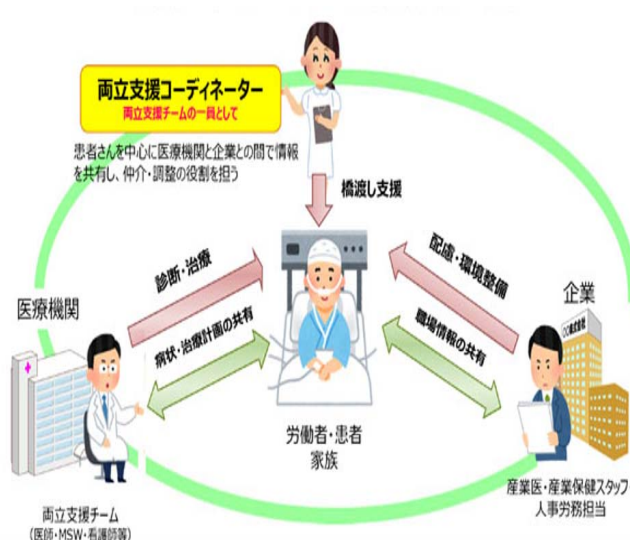 両立支援コーディネーター
両立支援チームの一員として
患者さんを中心に医療機関と企業との間で情報
を共有し、仲介・調整の役割を担う
橋渡し支援
診断・治療
配慮・環境整備
医療機関
企業
〇〇株式会社
病状・治療計画の共有
職場情報の共有
労働者・患者
家族
両立支援チーム
（医師・MSW・看護師等）
産業医・産業保健スタッフ
人事労務担当